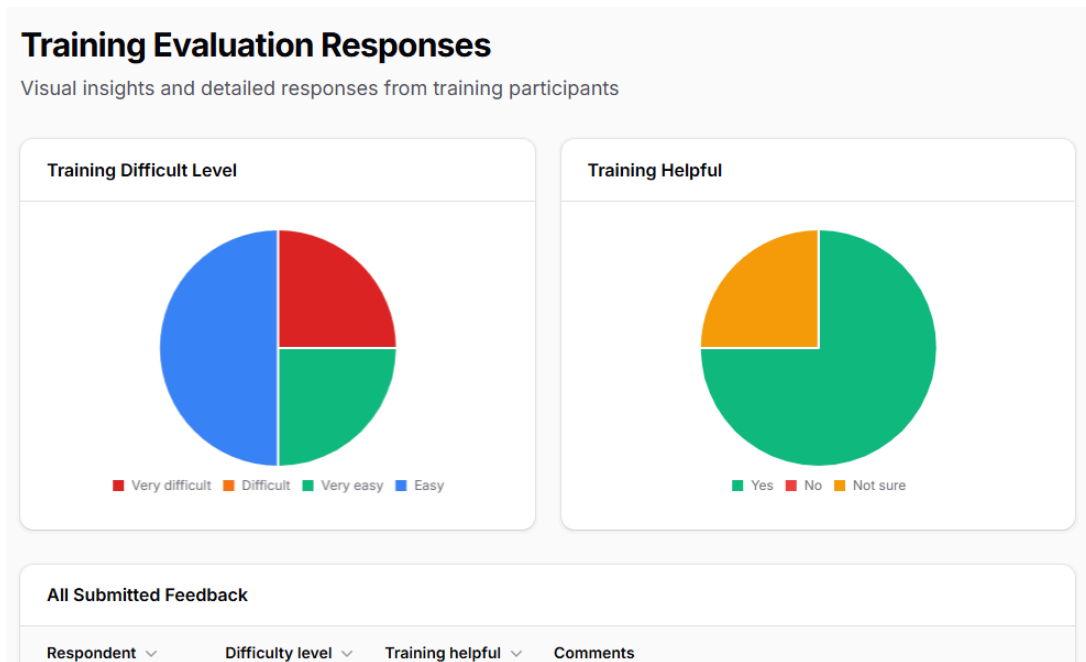 Training Evaluation Responses
Visual insights and detailed responses from training participants
Training Difficult Level
Very difficult Difficult Very easy Easy
Training Helpful
Yes No Not sure
All Submitted Feedback
Respondent Difficulty level Training helpful Comments